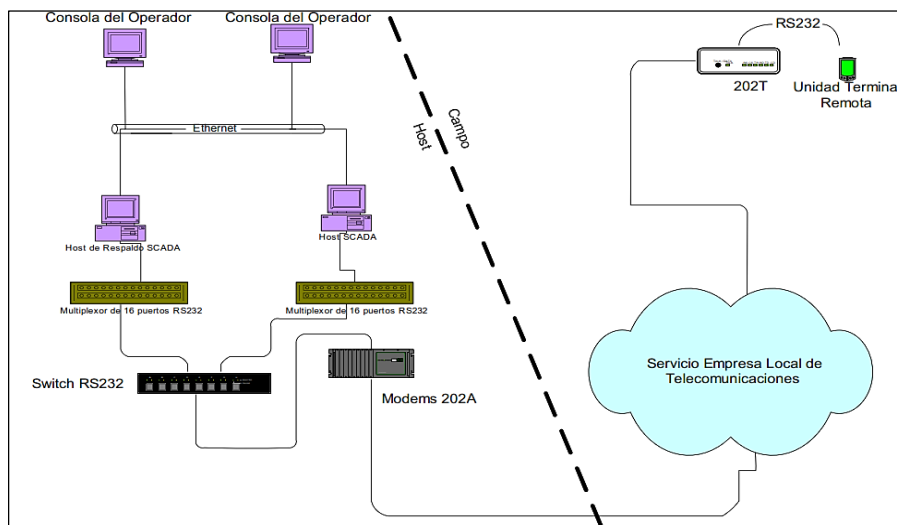 Consola del Operador
Consola del Operador
RS232
202T
Unidad Termina
Remota
Ethernet
Campo
Host
Host de Respaldo SCADA
Host SCADA
Multiplexor de 16 puertos RS232
Multiplexor de 16 puertos RS232
Servicio Empresa Local de
Telecomunicaciones
Switch RS232
Modems 202A